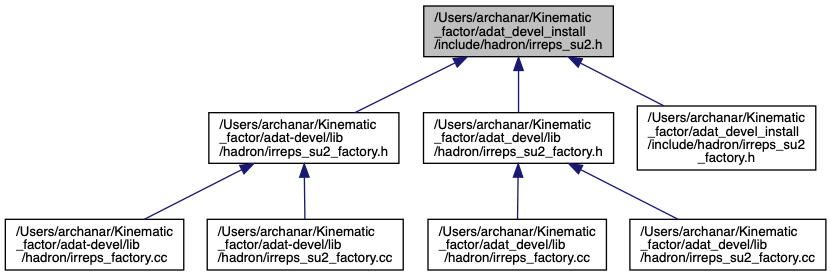 /Users/archanar/Kinematic
_factor/adat_devel_install
/include/hadron/irreps_su2.h
/Users/archanar/Kinematic
_factor/adat-devel/lib
/hadron/irreps_su2_factory.h
/Users/archanar/Kinematic
_factor/adat_devel/lib
/hadron/irreps_su2_factory.h
/Users/archanar/Kinematic
_factor/adat_devel_install
/include/hadron/irreps_su2
_factory.h
/Users/archanar/Kinematic
_factor/adat-devel/lib
/hadron/irreps_factory.cc
/Users/archanar/Kinematic
_factor/adat-devel/lib
/hadron/irreps_su2_factory.cc
/Users/archanar/Kinematic
_factor/adat_devel/lib
/hadron/irreps_factory.cc
/Users/archanar/Kinematic
_factor/adat_devel/lib
/hadron/irreps_su2_factory.cc